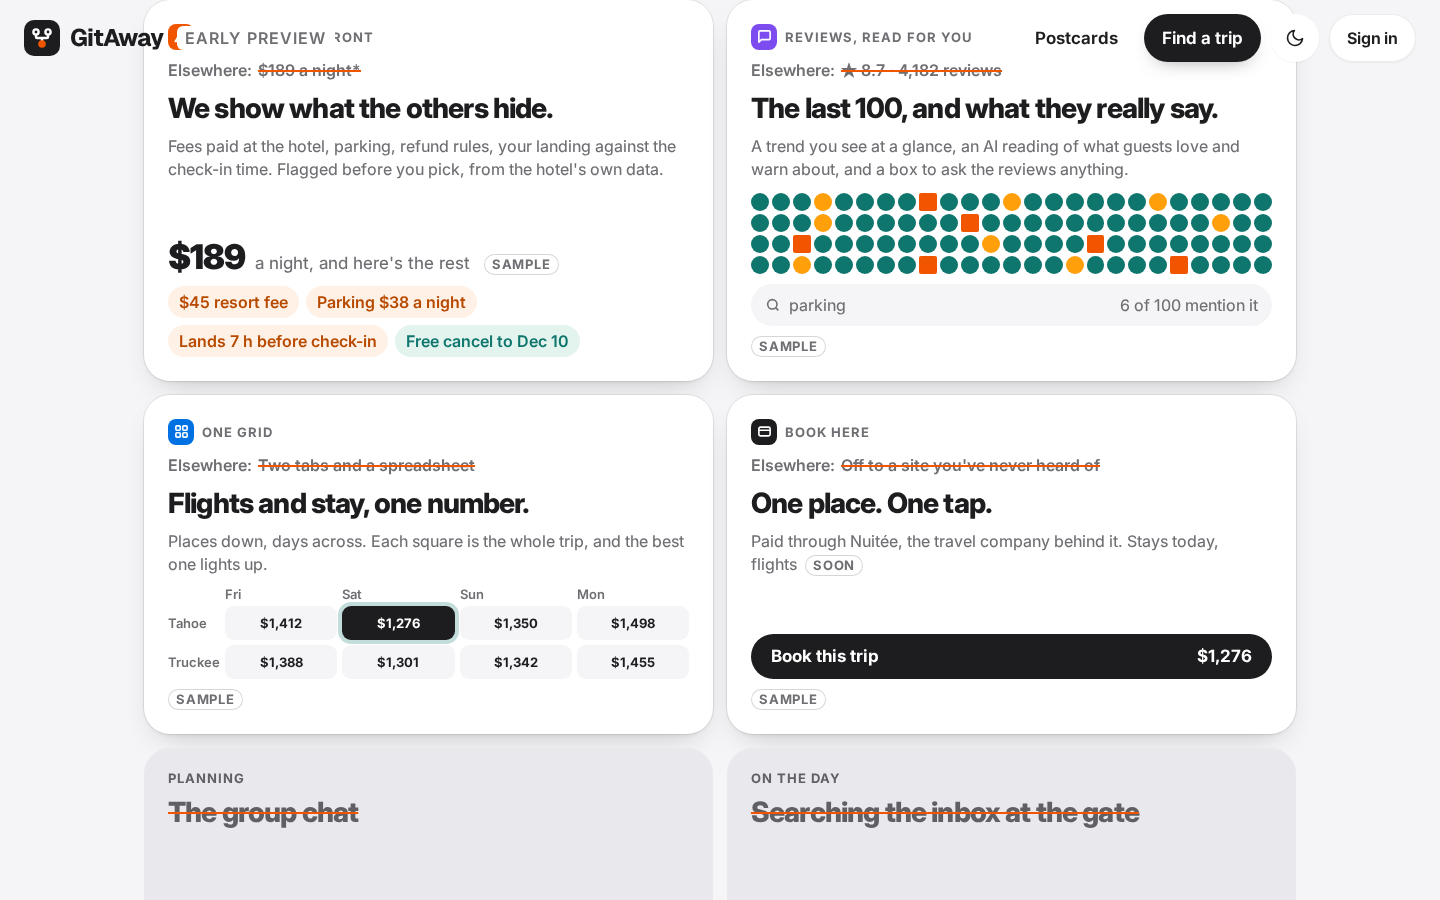 GitAway
EARLY PREVIEW
RONT
Postcards
Find a trip
Sign in
Elsewhere: $189 a night*
We show what the others hide.
Fees paid at the hotel, parking, refund rules, your landing against the
check-in time. Flagged before you pick, from the hotel's own data.
$189 a night, and here's the rest SAMPLE
$45 resort fee
Parking $38 a night
Lands 7 h before check-in
Free cancel to Dec 10
REVIEWS, READ FOR YOU
Elsewhere: ★ 8.7 · 4,182 reviews
The last 100, and what they really say.
A trend you see at a glance, an AI reading of what guests love and
warn about, and a box to ask the reviews anything.
parking
6 of 100 mention it
SAMPLE
ONE GRID
Elsewhere: Two tabs and a spreadsheet
Flights and stay, one number.
Places down, days across. Each square is the whole trip, and the best
one lights up.
Fri Sat Sun Mon
Tahoe $1,412 $1,276 $1,350 $1,498
Truckee $1,388 $1,301 $1,342 $1,455
SAMPLE
BOOK HERE
Elsewhere: Off to a site you've never heard of
One place. One tap.
Paid through Nuitée, the travel company behind it. Stays today,
flights SOON
Book this trip $1,276
SAMPLE
PLANNING
The group chat
ON THE DAY
Searching the inbox at the gate